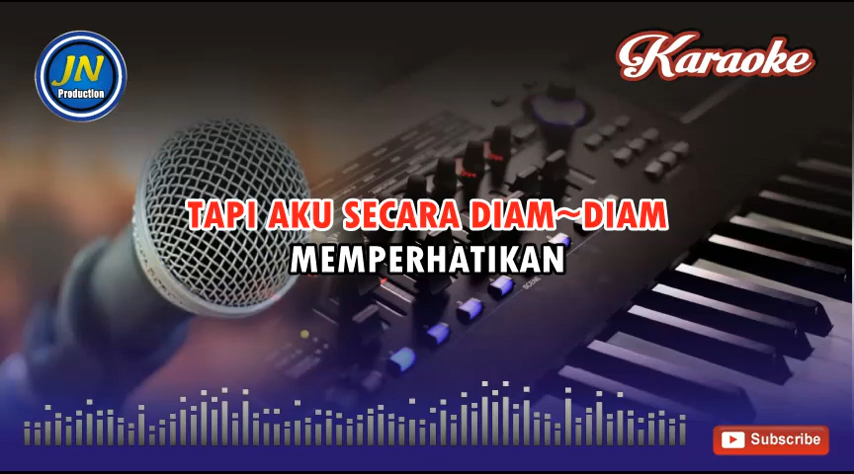 JN
Production
Karaoke
TAPI AKU SECARA DIAM~DIAM
MEMPERHATIKAN
Subscribe